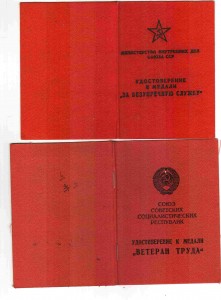 МИНИСТЕРСТВО ВНУТРЕННИХ ДЕЛ
СОЮЗА ССР
УДОСТОВЕРЕНИЕ
К МЕДАЛИ
„ЗА БЕЗУПРЕЧНУЮ СЛУЖБУ"
СОЮЗ
СОВЕТСКИХ
СОЦИАЛИСТИЧЕСКИХ
РЕСПУБЛИК
УДОСТОВЕРЕНИЕ К МЕДАЛИ
„ВЕТЕРАН ТРУДА"